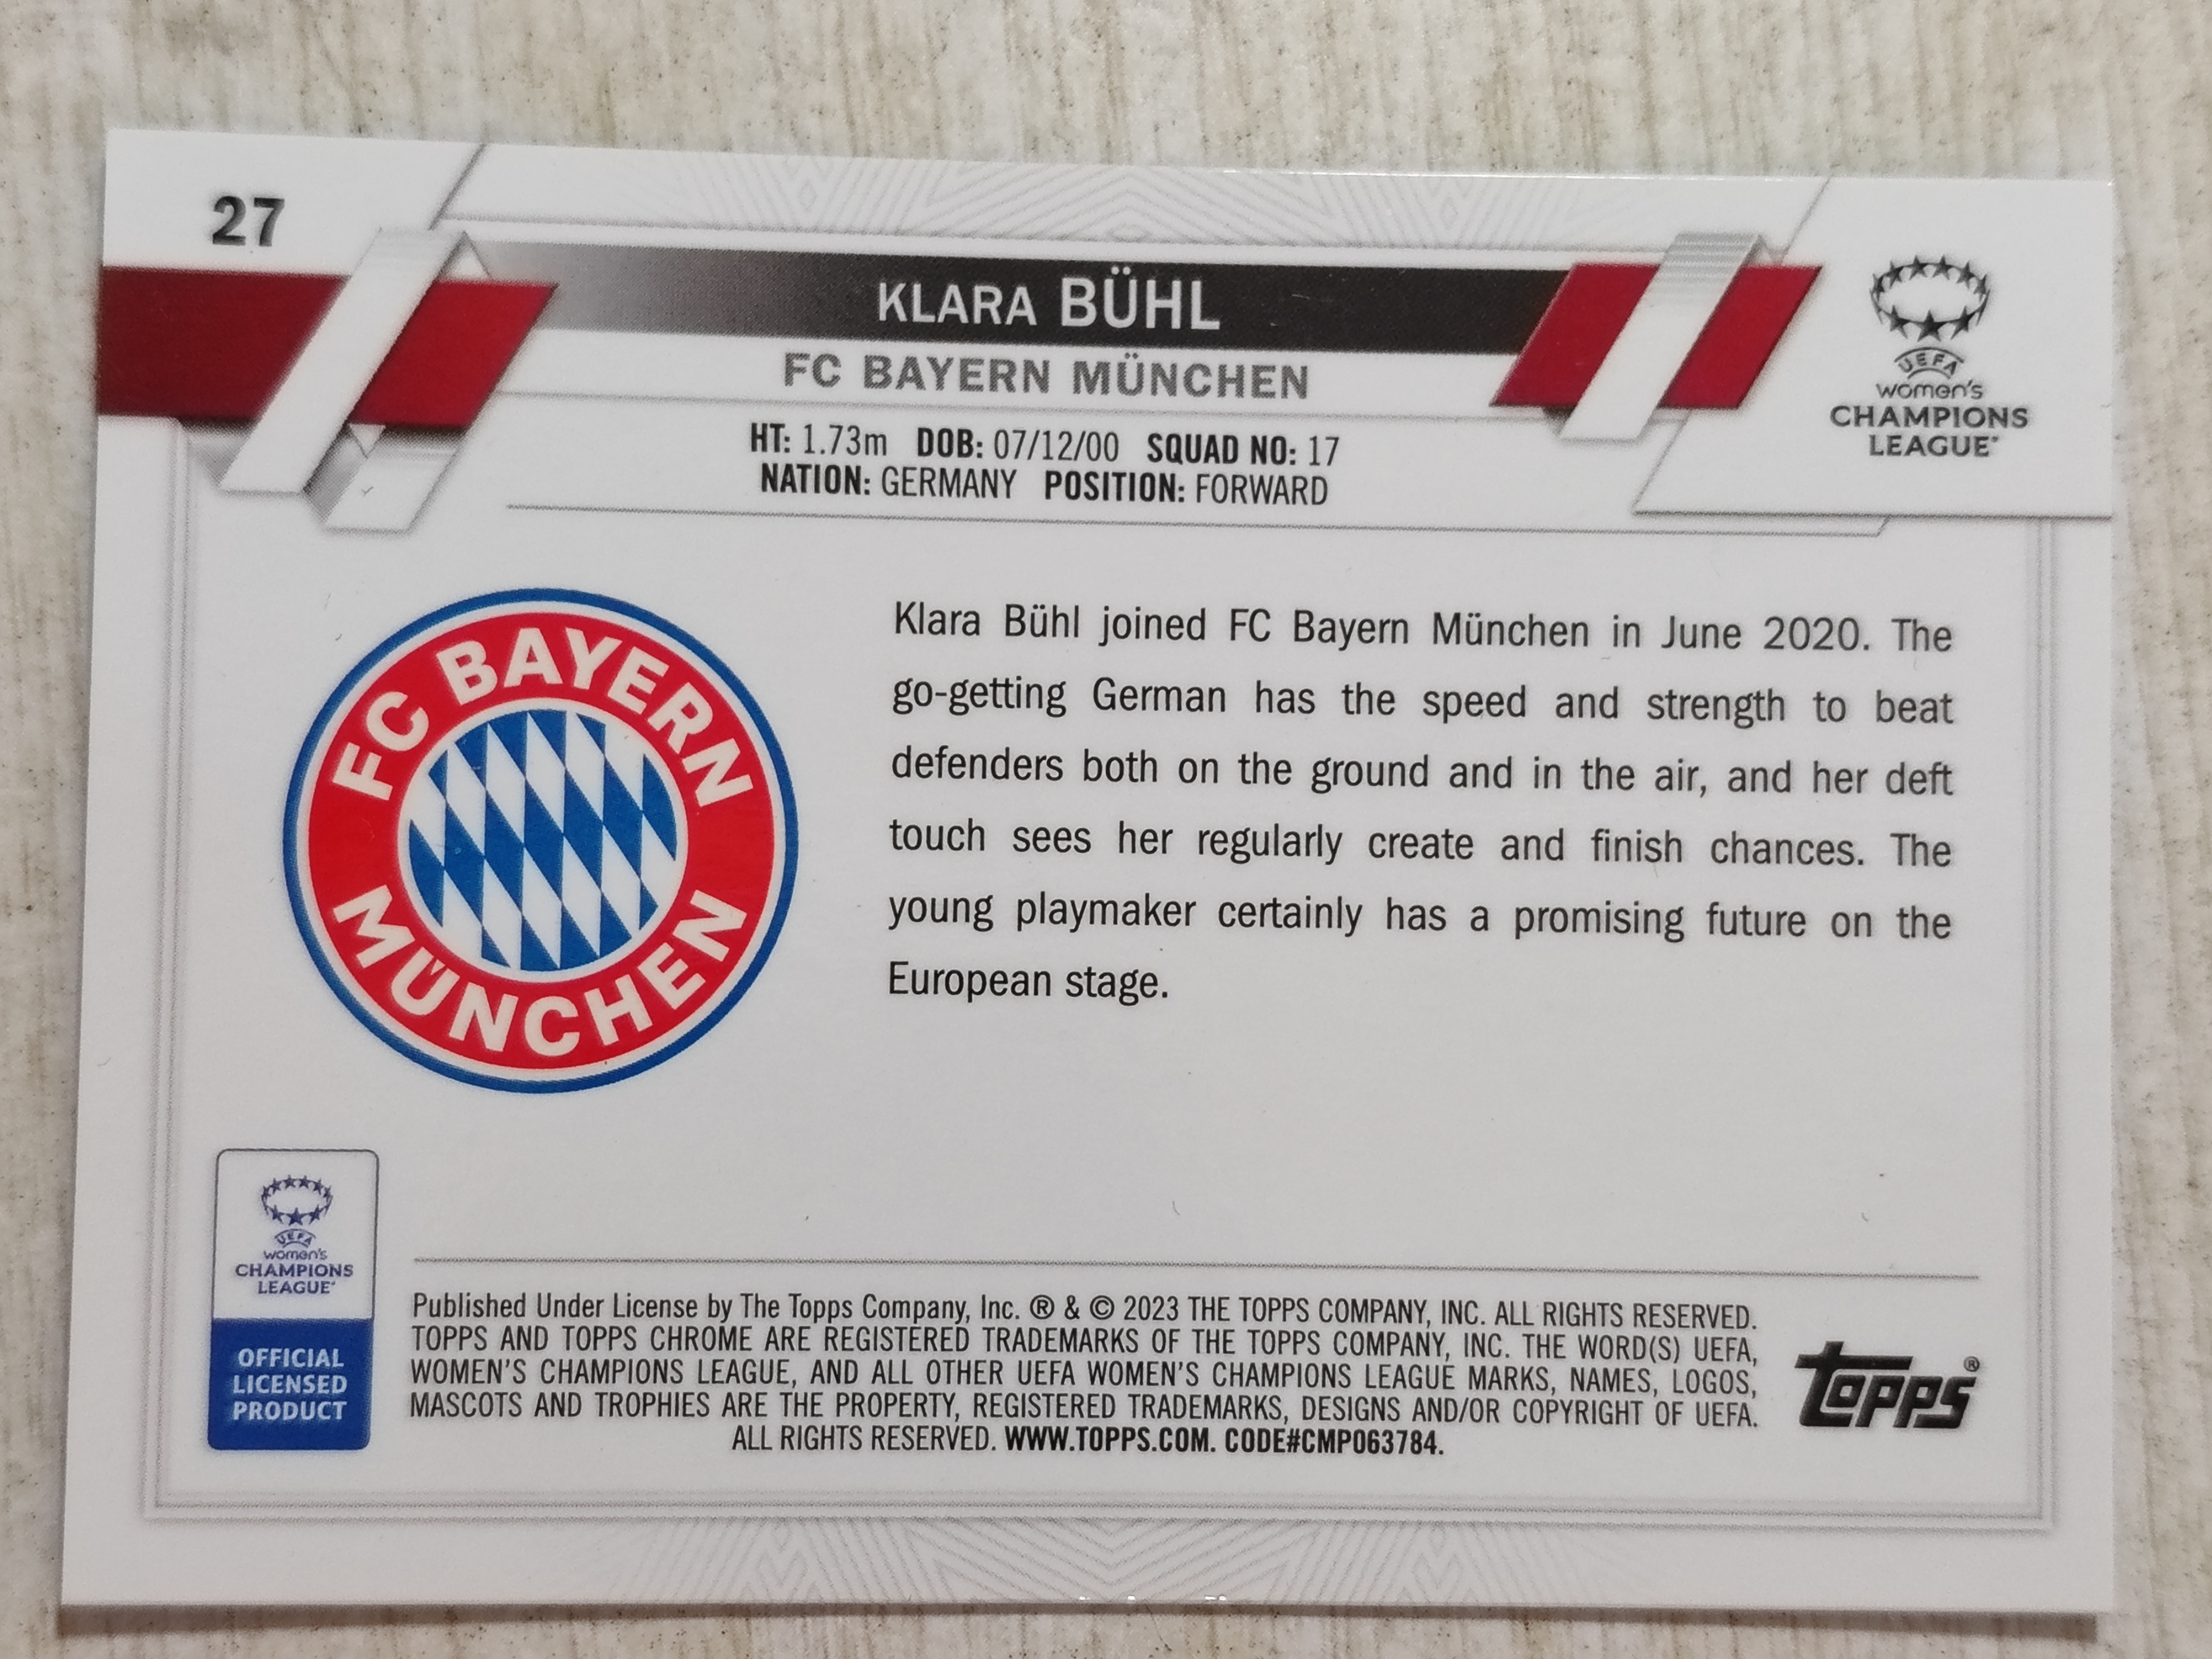 27
KLARA BÜHL
FC BAYERN MÜNCHEN
HT: 1.73m DOB: 07/12/00 SQUAD NO: 17
NATION: GERMANY POSITION: FORWARD
UEFA
women's
CHAMPIONS
LEAGUE
FC BAYERN
MÜNCHEN
Klara Bühl joined FC Bayern München in June 2020. The
go-getting German has the speed and strength to beat
defenders both on the ground and in the air, and her deft
touch sees her regularly create and finish chances. The
young playmaker certainly has a promising future on the
European stage.
UEFA
women's
CHAMPIONS
LEAGUE
OFFICIAL
LICENSED
PRODUCT
Published Under License by The Topps Company, Inc. ® & © 2023 THE TOPPS COMPANY, INC. ALL RIGHTS RESERVED.
TOPPS AND TOPPS CHROME ARE REGISTERED TRADEMARKS OF THE TOPPS COMPANY, INC. THE WORD(S) UEFA,
WOMEN'S CHAMPIONS LEAGUE, AND ALL OTHER UEFA WOMEN'S CHAMPIONS LEAGUE MARKS, NAMES, LOGOS,
MASCOTS AND TROPHIES ARE THE PROPERTY, REGISTERED TRADEMARKS, DESIGNS AND/OR COPYRIGHT OF UEFA.
ALL RIGHTS RESERVED. WWW.TOPPS.COM. CODE#CMP063784.
topps®